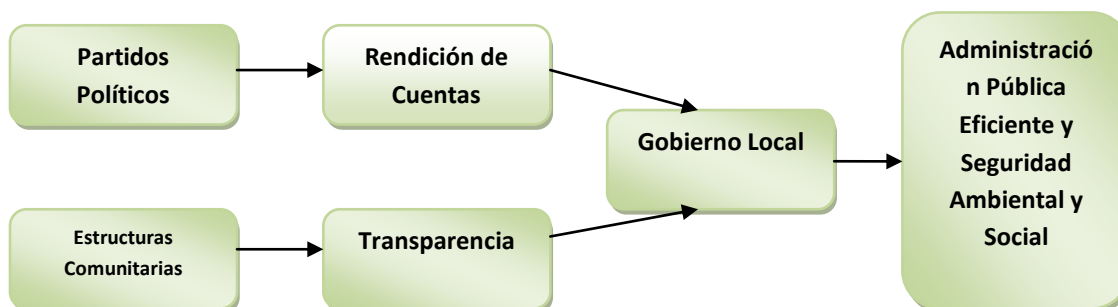 Partidos
Políticos
Rendición de
Cuentas
Gobierno Local
Estructuras
Comunitarias
Transparencia
Administració
n Pública
Eficiente y
Seguridad
Ambiental y
Social